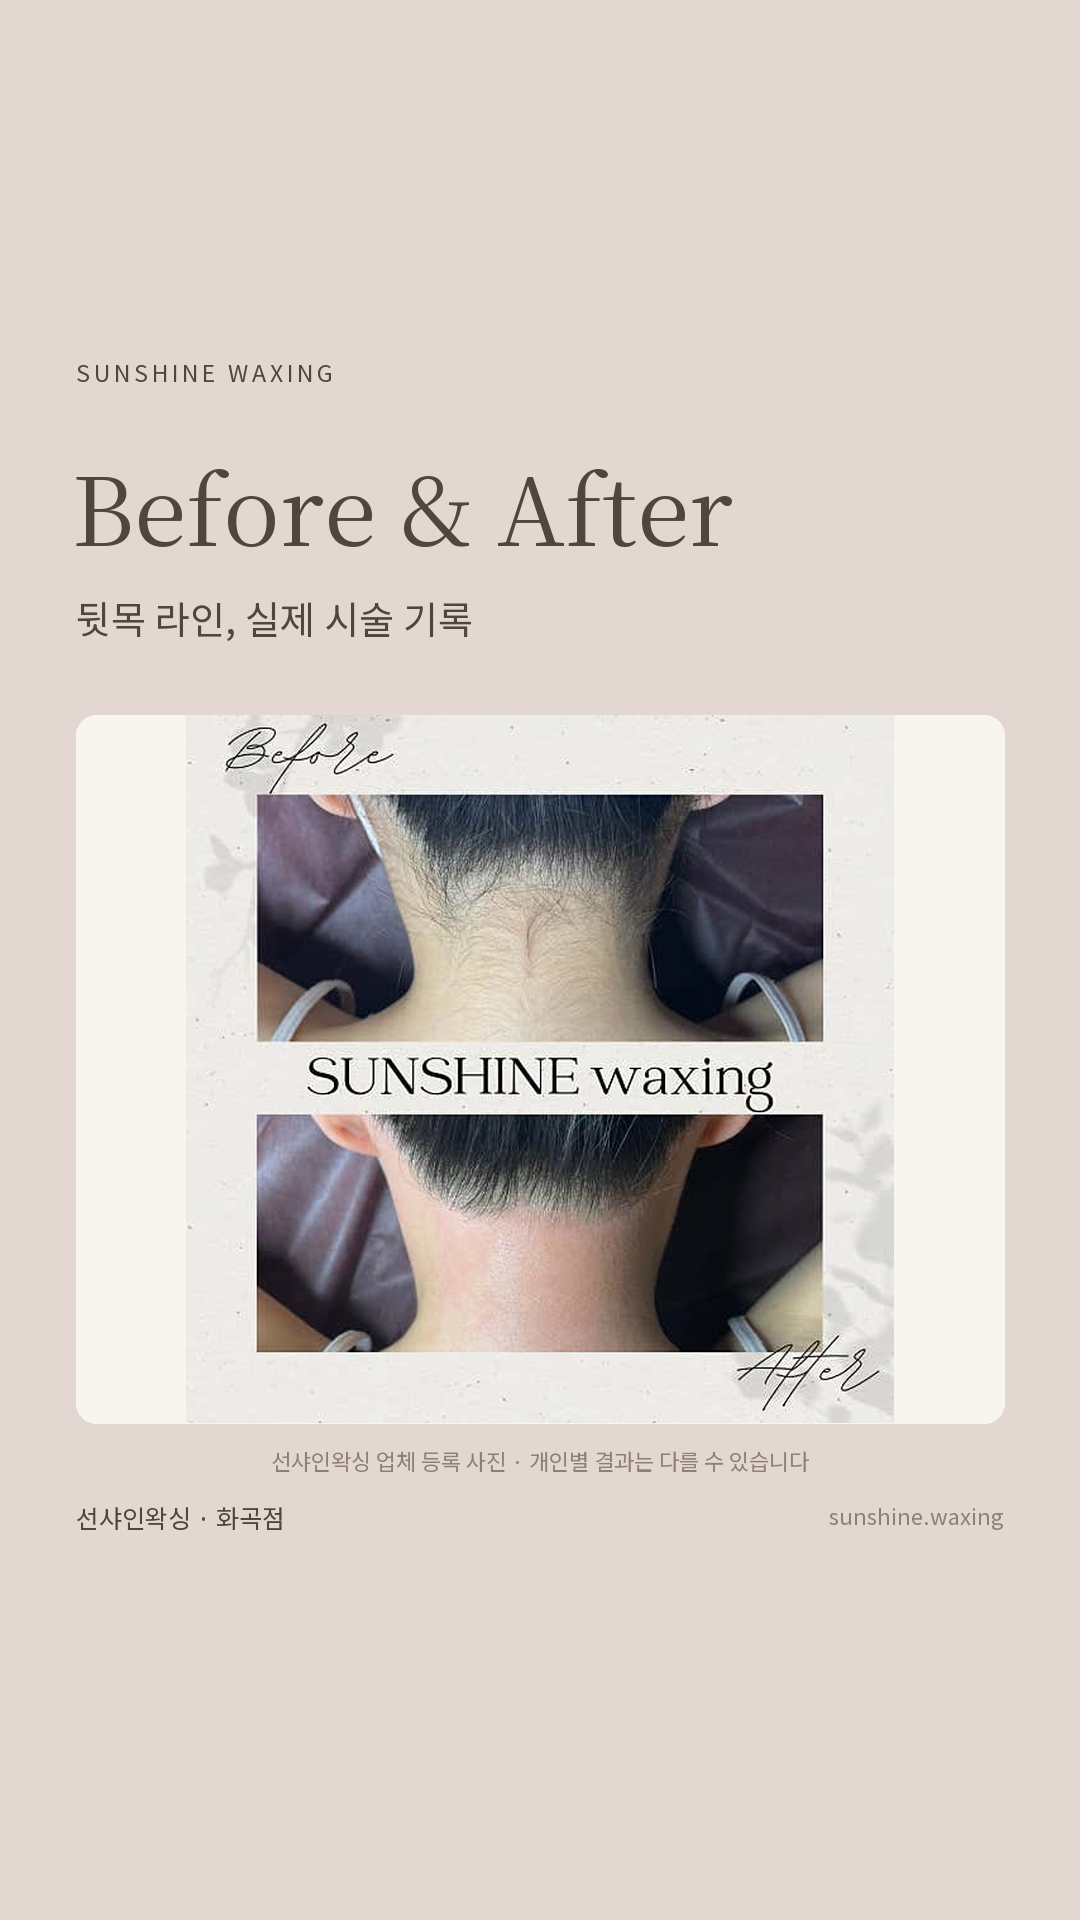 SUNSHINE WAXING
Before & After
뒷목 라인, 실제 시술 기록
Before
SUNSHINE waxing
After
선샤인왁싱 업체 등록 사진 · 개인별 결과는 다를 수 있습니다
선샤인왁싱 · 화곡점
sunshine.waxing